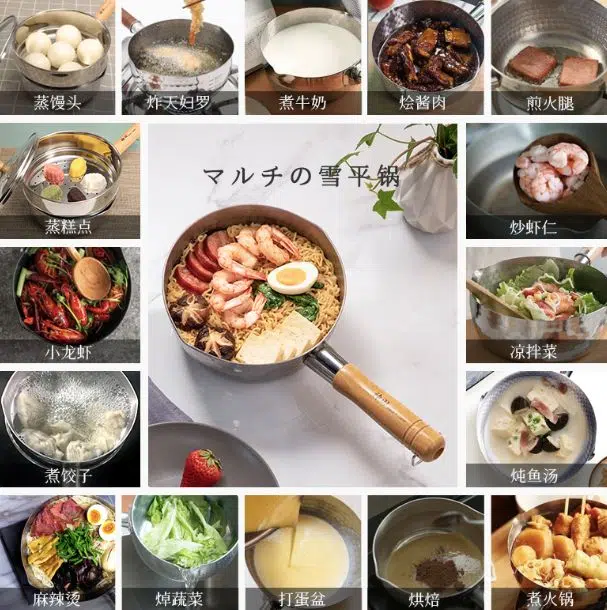 蒸馒头
炸天妇罗
煮牛奶
烩酱肉
煎火腿
蒸糕点
マルチの雪平锅
炒虾仁
小龙虾
凉拌菜
煮饺子
炖鱼汤
麻辣烫
焯蔬菜
打蛋盆
烘焙
煮火锅